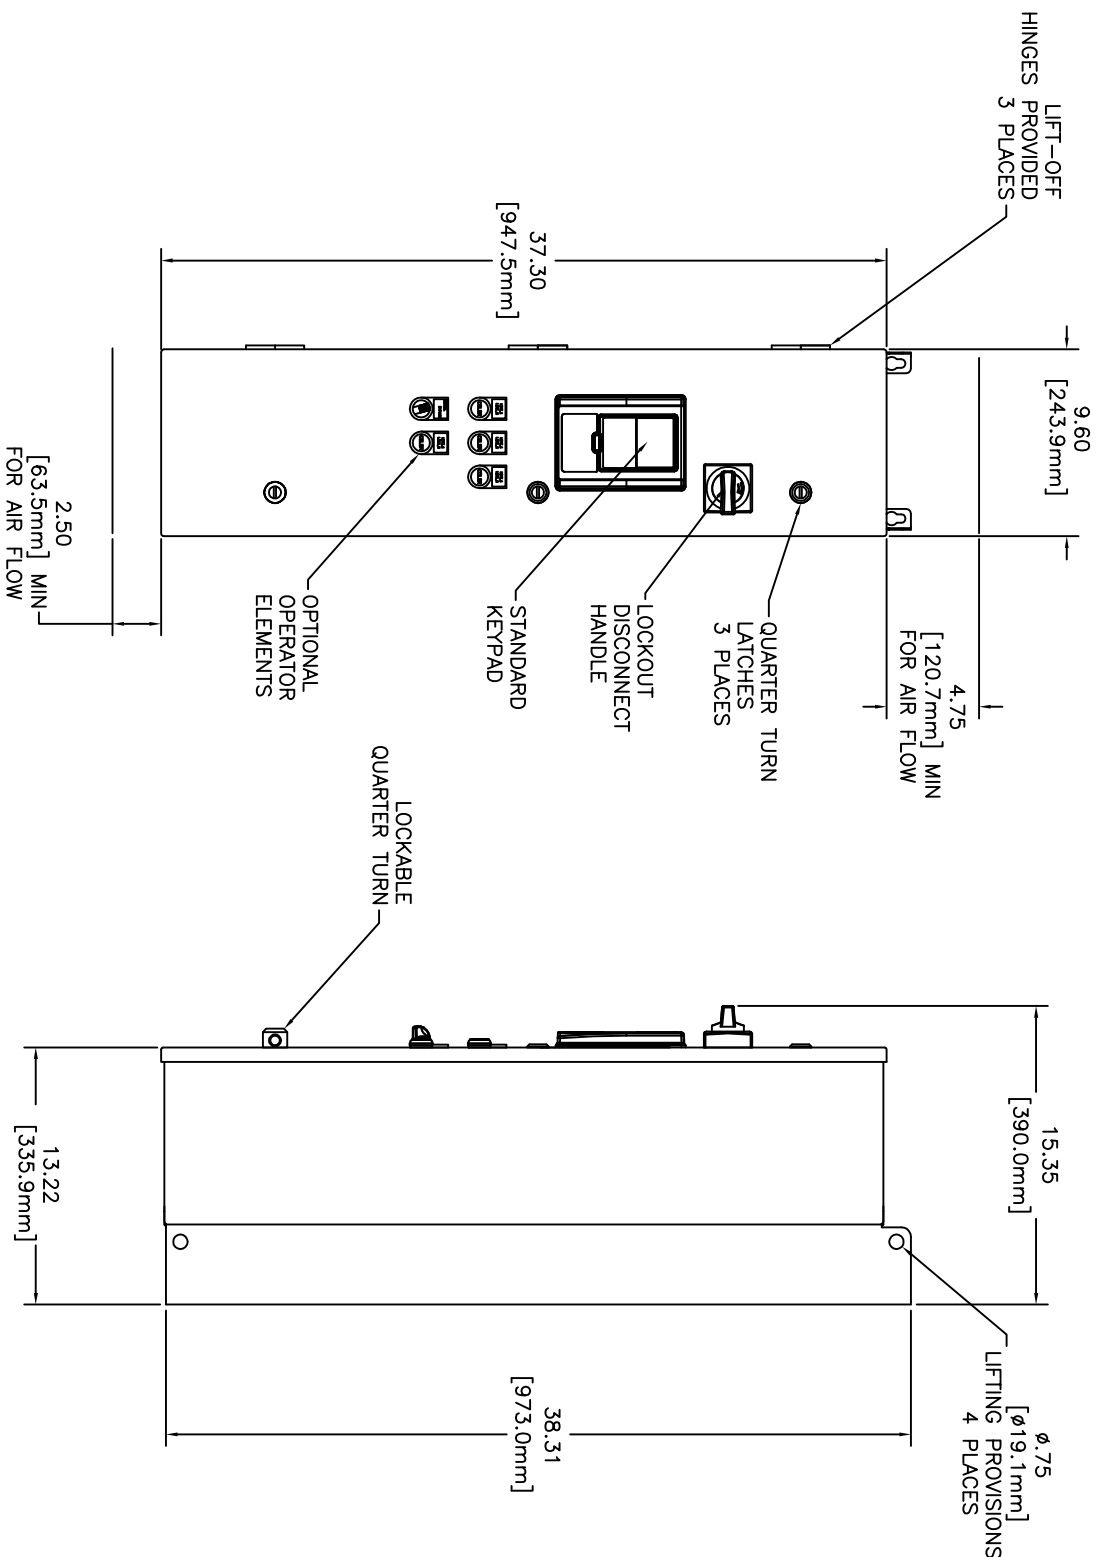 LIFT-OFF
HINGES PROVIDED
3 PLACES
9.60
[243.9mm]
4.75
[120.7mm] MIN
FOR AIR FLOW
37.30
[947.5mm]
QUARTER TURN
LATCHES
3 PLACES
LOCKOUT
DISCONNECT
HANDLE
STANDARD
KEYPAD
OPTIONAL
OPERATOR
ELEMENTS
2.50
[63.5mm] MIN
FOR AIR FLOW
Ø.75
[Ø19.1mm]
LIFTING PROVISIONS
4 PLACES
15.35
[390.0mm]
38.31
[973.0mm]
LOCKABLE
QUARTER TURN
13.22
[335.9mm]